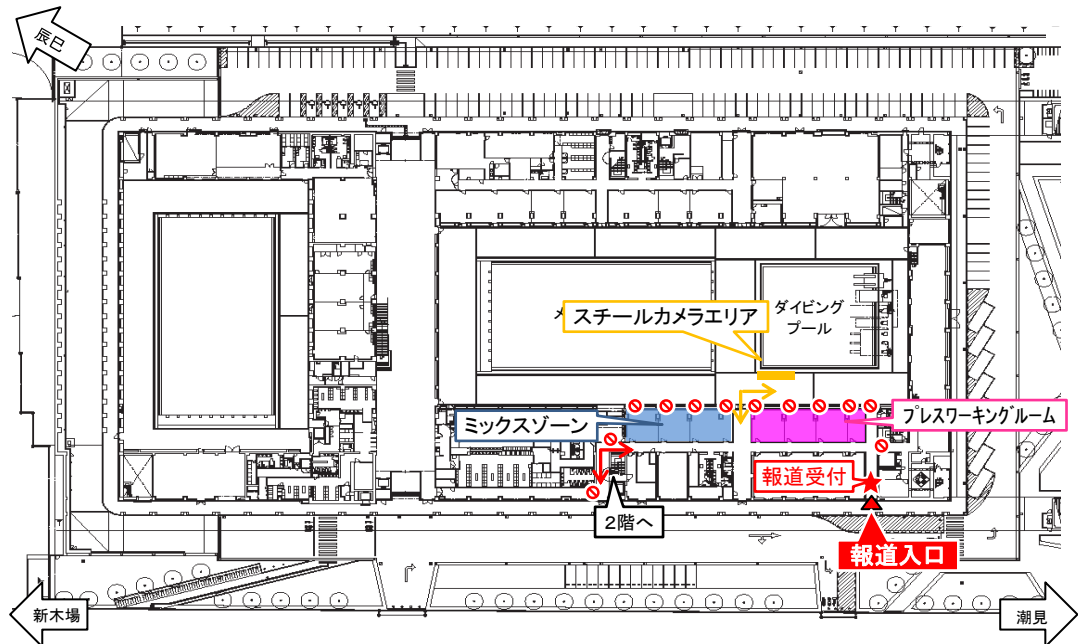 辰巳
メ
スチールカメラエリア
ダイビング
プール
ミックスゾーン
プレスワーキングルーム
報道受付
2階へ
報道入口
新木場
潮見